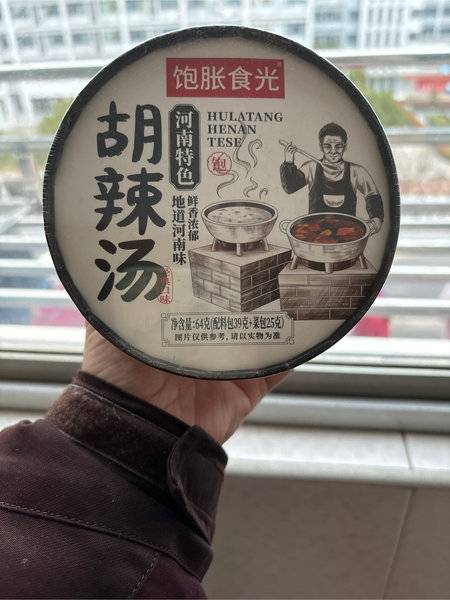 饱胀食光
HULATANG
HENAN
TESE
河南特色
胡辣汤
鲜香浓郁
地道河南味
饱
净含量:64克(配料包39克+菜包25克)
图片仅供参考,请以实物为准